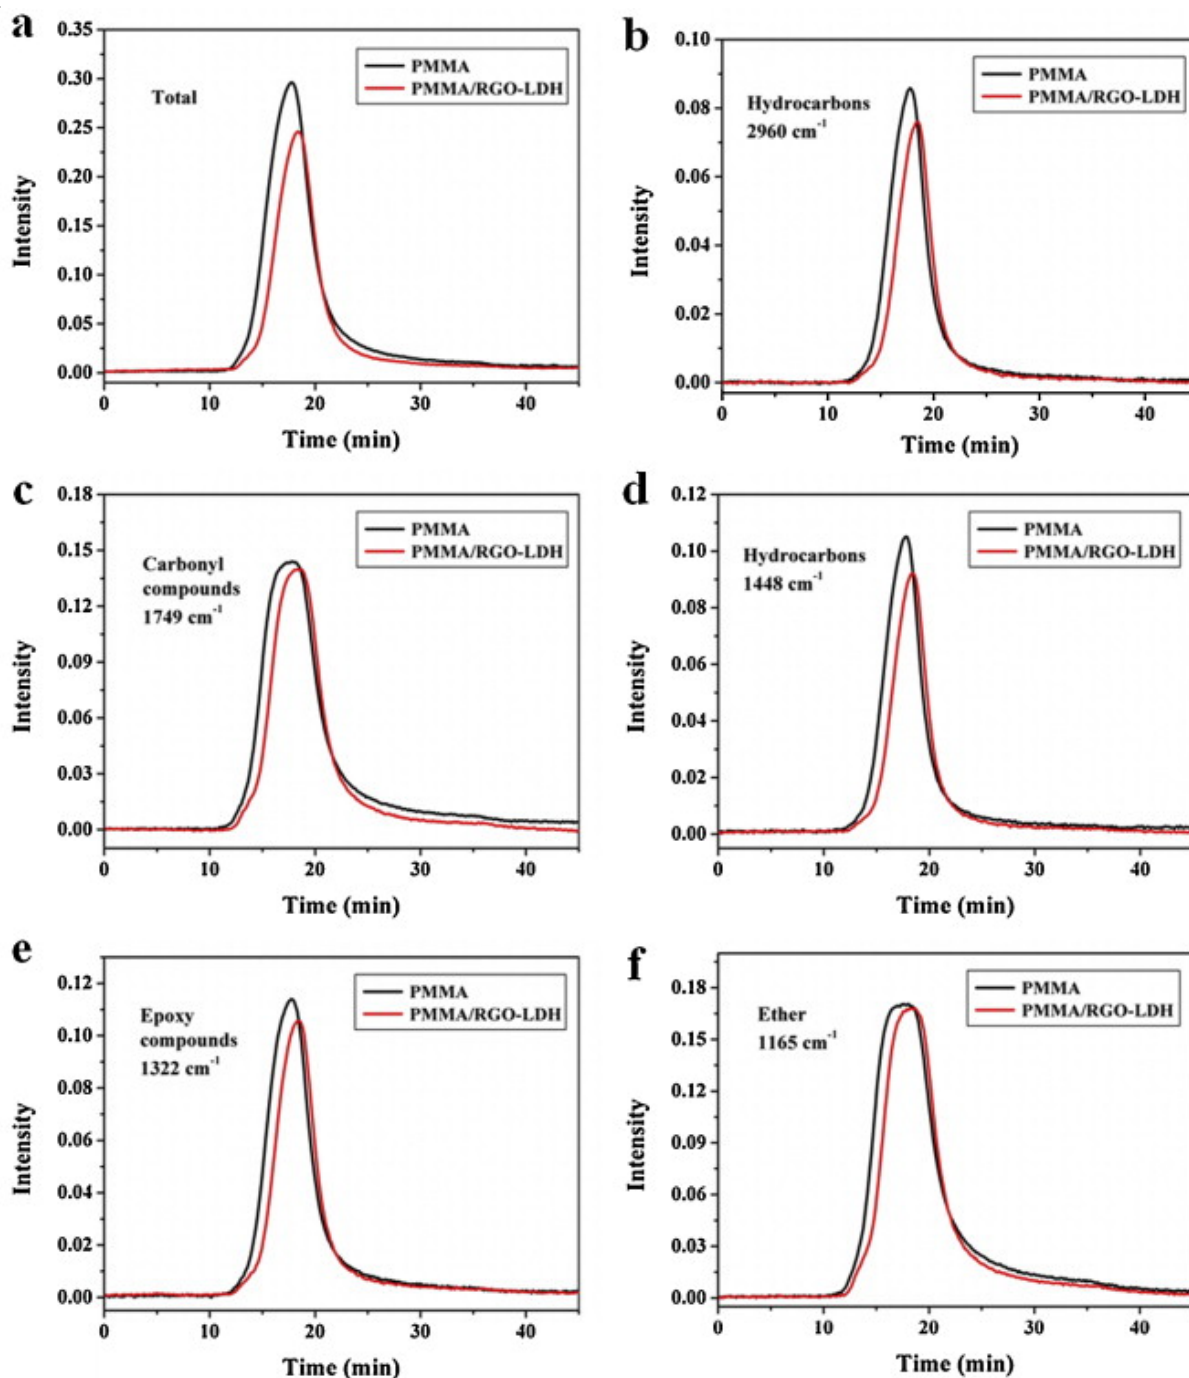 a
0.35
0.30
0.25
0.20
0.15
0.10
0.05
0.00
Intensity
Total
PMMA
PMMA/RGO-LDH
0 10 20 30 40
Time (min)
b
0.10
0.08
0.06
0.04
0.02
0.00
Intensity
Hydrocarbons
2960 cm⁻¹
PMMA
PMMA/RGO-LDH
0 10 20 30 40
Time (min)
c
0.18
0.15
0.12
0.09
0.06
0.03
0.00
Intensity
Carbonyl
compounds
1749 cm⁻¹
PMMA
PMMA/RGO-LDH
0 10 20 30 40
Time (min)
d
0.12
0.10
0.08
0.06
0.04
0.02
0.00
Intensity
Hydrocarbons
1448 cm⁻¹
PMMA
PMMA/RGO-LDH
0 10 20 30 40
Time (min)
e
0.12
0.10
0.08
0.06
0.04
0.02
0.00
Intensity
Epoxy
compounds
1322 cm⁻¹
PMMA
PMMA/RGO-LDH
0 10 20 30 40
Time (min)
f
0.18
0.15
0.12
0.09
0.06
0.03
0.00
Intensity
Ether
1165 cm⁻¹
PMMA
PMMA/RGO-LDH
0 10 20 30 40
Time (min)